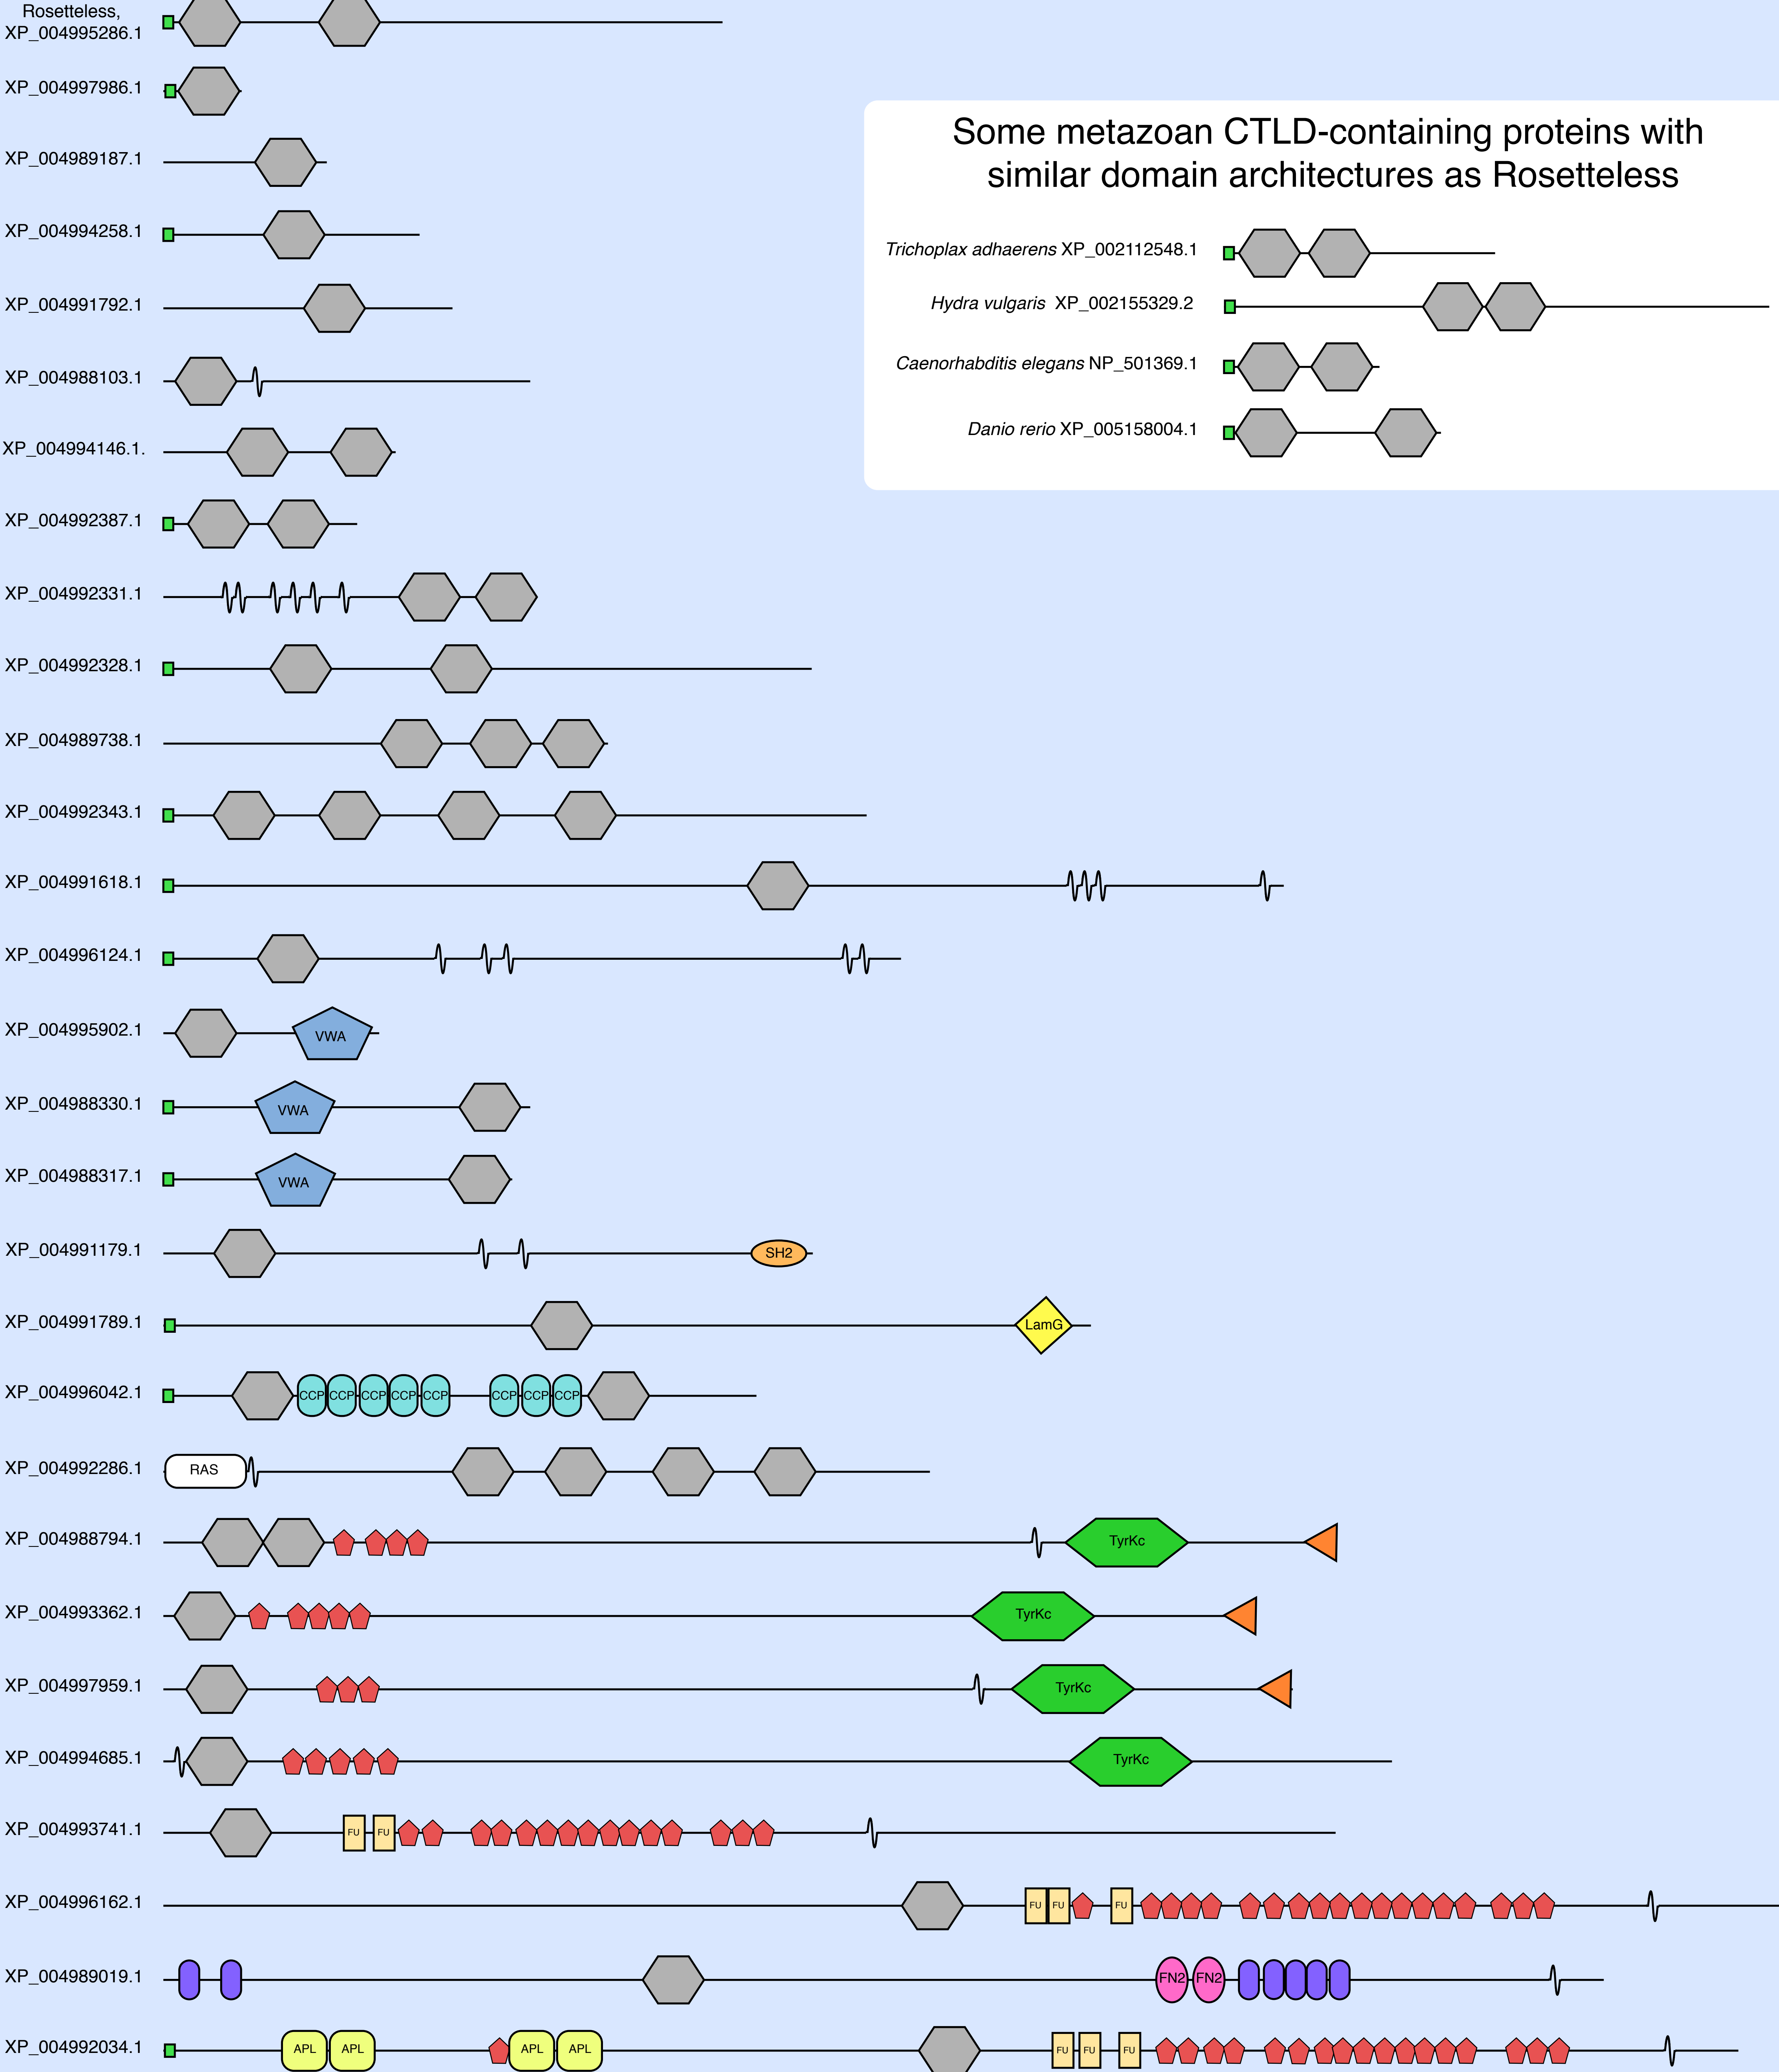 Rosetteless,
XP_004995286.1
XP_004997986.1
Some metazoan CTLD-containing proteins with
similar domain architectures as Rosetteless
XP_004989187.1
XP_004994258.1
Trichoplax adhaerens XP_002112548.1
XP_004991792.1
Hydra vulgaris XP_002155329.2
Caenorhabditis elegans NP_501369.1
XP_004988103.1
Danio rerio XP_005158004.1
XP_004994146.1.
XP_004992387.1
XP_004992331.1
XP_004992328.1
XP_004989738.1
XP_004992343.1
XP_004991618.1
XP_004996124.1
XP_004995902.1 VWA
XP_004988330.1 VWA
XP_004988317.1 VWA
XP_004991179.1 SH2
XP_004991789.1 LamG
XP_004996042.1 CCP CCP CCP CCP CCP CCP CCP CCP
XP_004992286.1 RAS
XP_004988794.1 TyrKc
XP_004993362.1 TyrKc
XP_004997959.1 TyrKc
XP_004994685.1 TyrKc
XP_004993741.1 FU FU
XP_004996162.1 FU FU FU
XP_004989019.1 FN2 FN2
XP_004992034.1 APL APL APL APL FU FU FU